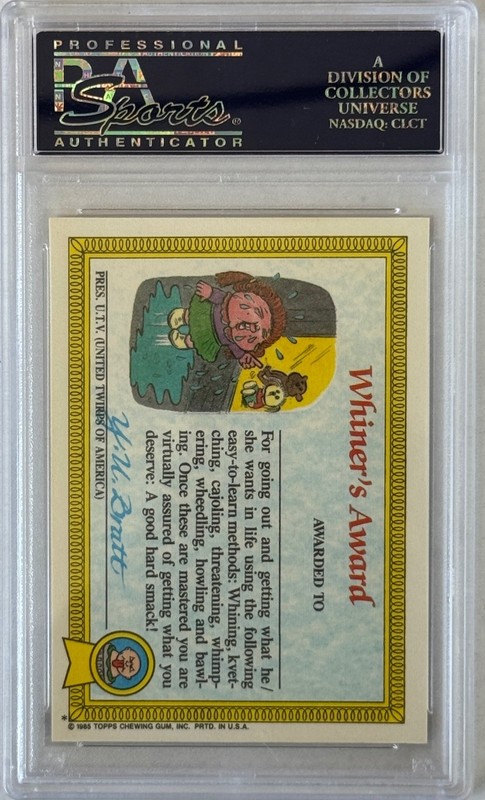 PROFESSIONAL
PSA
Sports®
AUTHENTICATOR
A
DIVISION OF
COLLECTORS
UNIVERSE
NASDAQ: CLCT
Whiner's Award
AWARDED TO
For going out and getting what he/
she wants in life using the following
easy-to-learn methods: Whining, kvet-
ching, cajoling, threatening, whimp-
ering, wheedling, howling and bawl-
ing. Once these are mastered you are
virtually assured of getting what you
deserve: A good hard smack!
Y.U. Bratt
PRES. U.T.V. (UNITED TWIRPS OF AMERICA)
* © 1985 TOPPS CHEWING GUM, INC. PRTD. IN U.S.A.